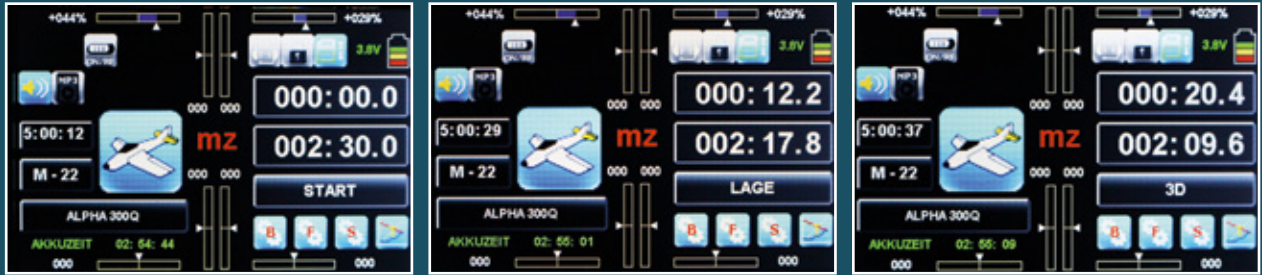 +044% +029%
ON/RR
3.8V
MP3
000: 00.0
000 000
5:00:12
mz
002: 30.0
M - 22
000 000
START
ALPHA 300Q
B F S
AKKUZEIT 02: 54: 44
000 000
+044% +029%
3.8V
MP3
000: 12.2
000 000
5:00:29
mz
002: 17.8
M - 22
000 000
LAGE
ALPHA 300Q
B F S
AKKUZEIT 02: 55: 01
000 000
+044% +029%
3.8V
MP3
000: 20.4
000 000
5:00:37
mz
002: 09.6
M - 22
000 000
3D
ALPHA 300Q
B F S
AKKUZEIT 02: 55: 09
000 000